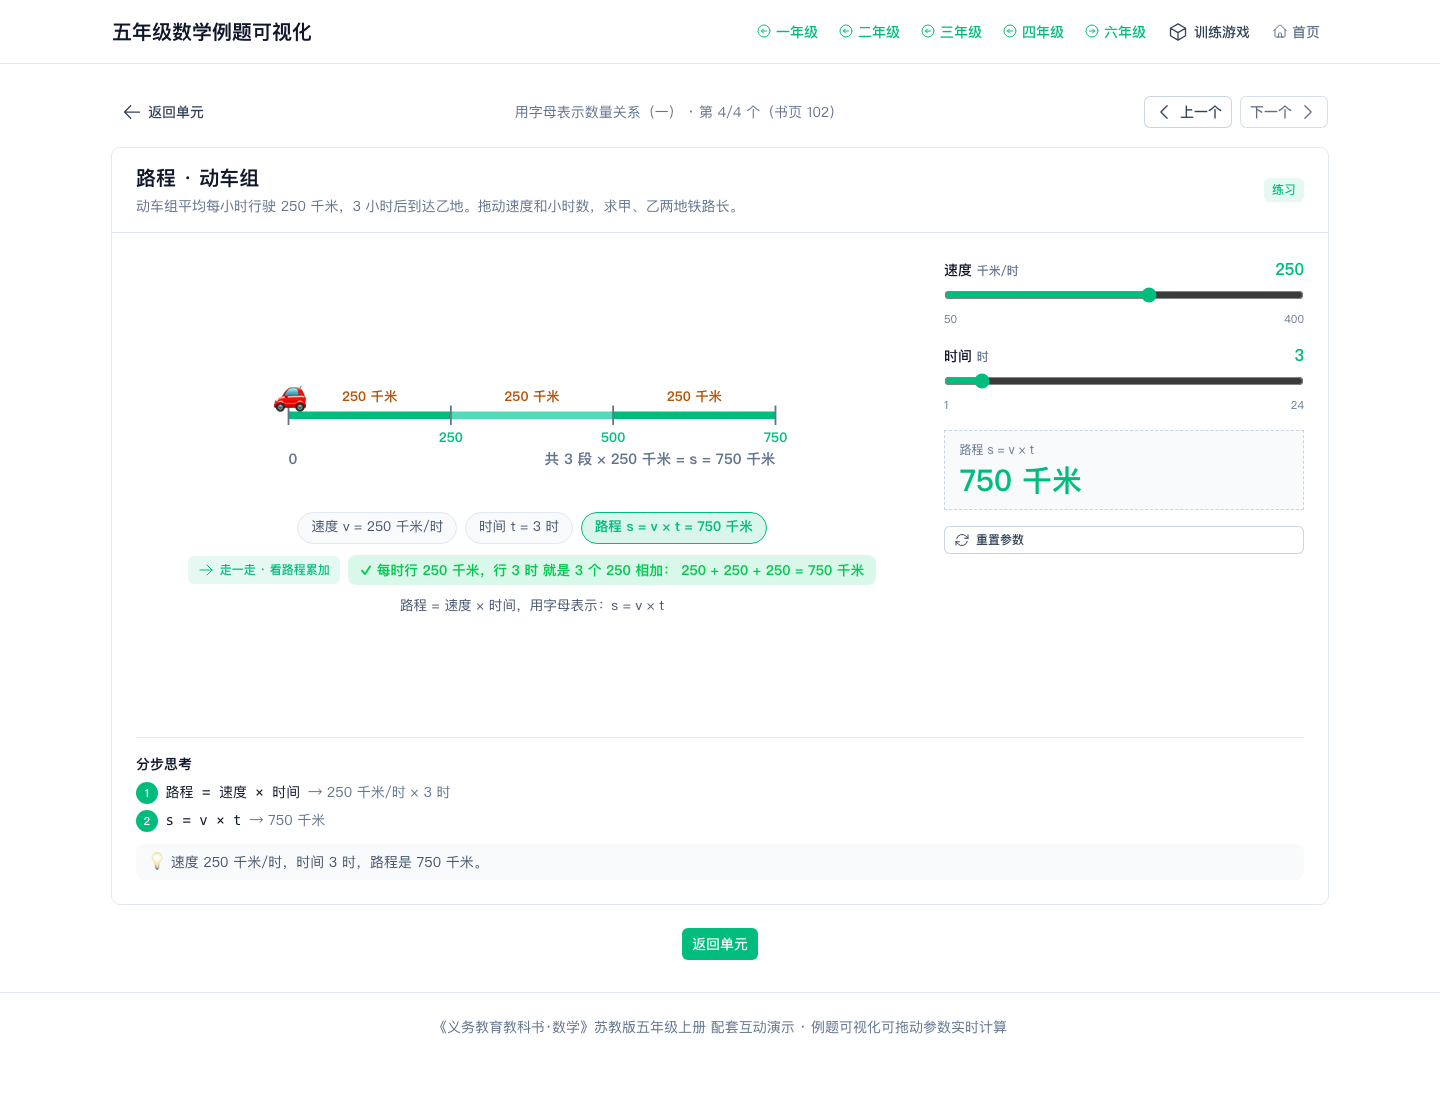 五年级数学例题可视化
一年级
二年级
三年级
四年级
六年级
训练游戏
首页
返回单元
用字母表示数量关系（一） · 第 4/4 个（书页 102）
上一个
下一个
路程 · 动车组
动车组平均每小时行驶 250 千米，3 小时后到达乙地。拖动速度和小时数，求甲、乙两地铁路长。
练习
250 千米
250 千米
250 千米
250
500
750
0
共 3 段 × 250 千米 = s = 750 千米
速度 v = 250 千米/时
时间 t = 3 时
路程 s = v × t = 750 千米
走一走 · 看路程累加
✓ 每时行 250 千米，行 3 时 就是 3 个 250 相加： 250 + 250 + 250 = 750 千米
路程 = 速度 × 时间，用字母表示：s = v × t
速度 千米/时
250
50
400
时间 时
3
1
24
路程 s = v × t
750 千米
重置参数
分步思考
1 路程 = 速度 × 时间 → 250 千米/时 × 3 时
2 s = v × t → 750 千米
速度 250 千米/时，时间 3 时，路程是 750 千米。
返回单元
《义务教育教科书·数学》苏教版五年级上册 配套互动演示 · 例题可视化可拖动参数实时计算